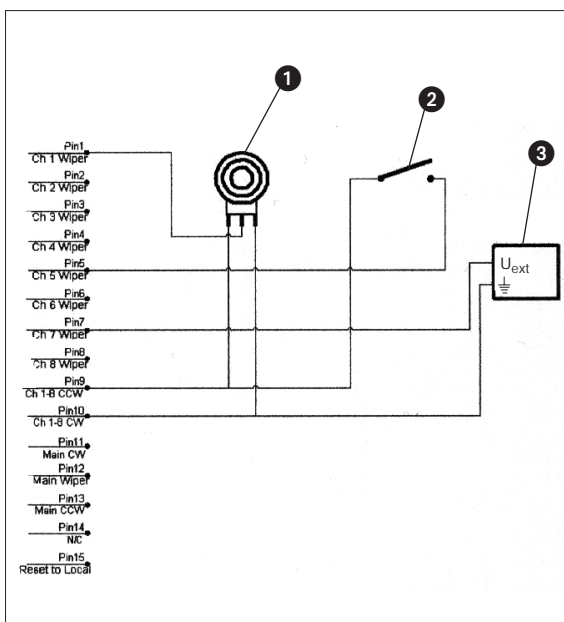 1
2
3
Pin1
Ch 1 Wiper
Pin2
Ch 2 Wiper
Pin3
Ch 3 Wiper
Pin4
Ch 4 Wiper
Pin5
Ch 5 Wiper
Pin6
Ch 6 Wiper
Pin7
Ch 7 Wiper
Pin8
Ch 8 Wiper
Pin9
Ch 1-8 CCW
Pin10
Ch 1-8 CW
Pin11
Main CW
Pin12
Main Wiper
Pin13
Main CCW
Pin14
N/C
Pin15
Reset to Local
Uext